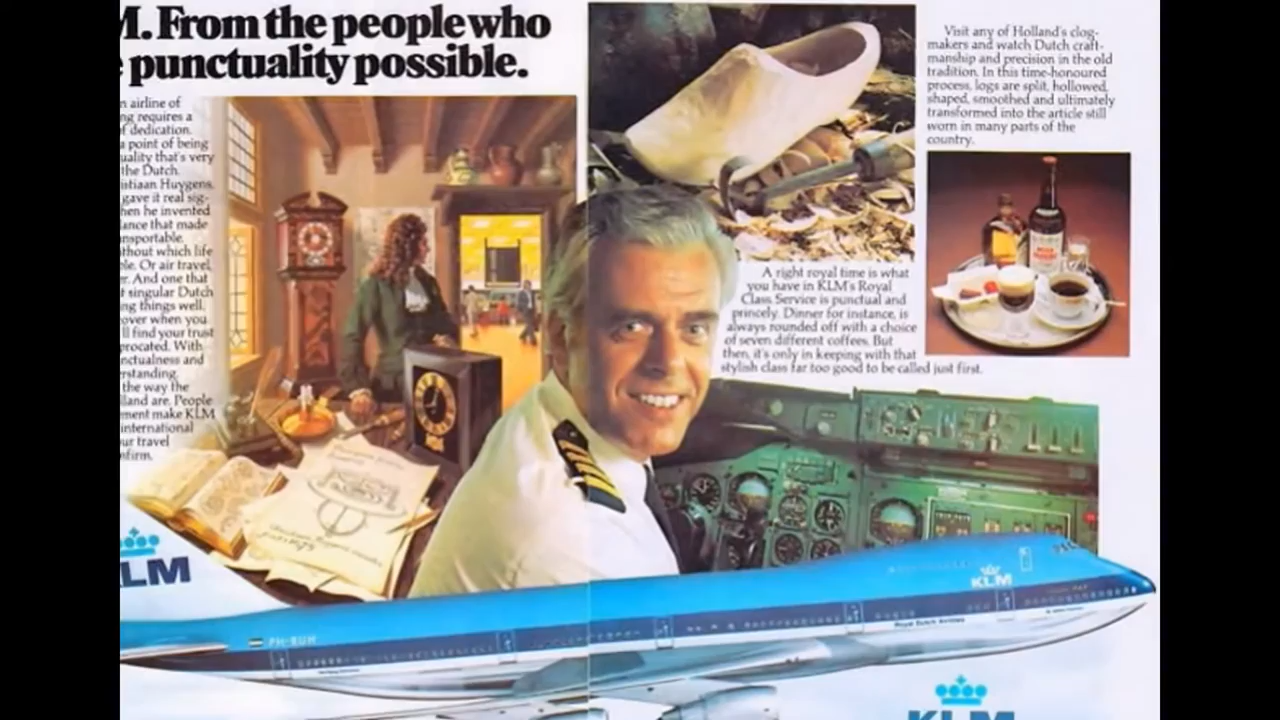 M. From the people who
punctuality possible.
n airline of
ng requires a
f dedication.
a point of being
uality that's very
the Dutch.
istiaan Huygens,
gave it real sig-
hen he invented
lance that made
nsportable.
thout which life
ble. Or air travel,
r. And one that
t singular Dutch
ng things well.
over when you
ll find your trust
procated. With
nctualness and
rstanding.
the way the
lland are. People
ment make KLM
international
ur travel
nfirm.
Visit any of Holland's clog-
makers and watch Dutch craft-
manship and precision in the old
tradition. In this time-honoured
process, logs are split, hollowed,
shaped, smoothed and ultimately
transformed into the article still
worn in many parts of the
country.
A right royal time is what
you have in KLM's Royal
Class. Service is punctual and
princely. Dinner for instance, is
always rounded off with a choice
of seven different coffees. But
then, it's only in keeping with that
stylish class far too good to be called just first.
KLM
PH-BUH
KLM
Royal Dutch Airlines
KLM